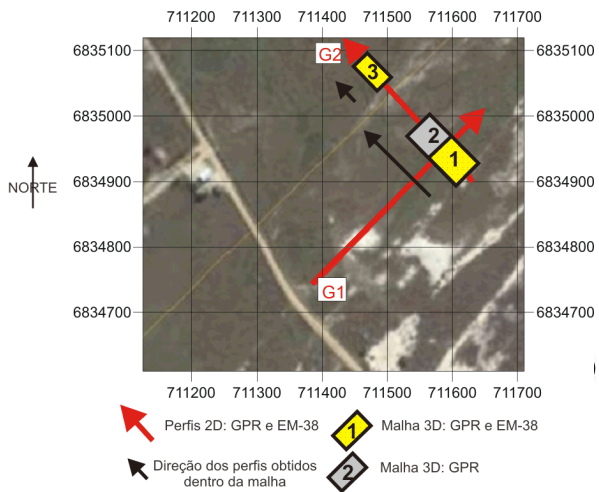 711200 711300 711400 711500 711600 711700
6835100 G2 3 6835100
6835000 2 6835000
1
NORTE 6834900 6834900
6834800 6834800
G1
6834700 6834700
711200 711300 711400 711500 711600 711700
Perfis 2D: GPR e EM-38 1 Malha 3D: GPR e EM-38
Direção dos perfis obtidos 2 Malha 3D: GPR
dentro da malha